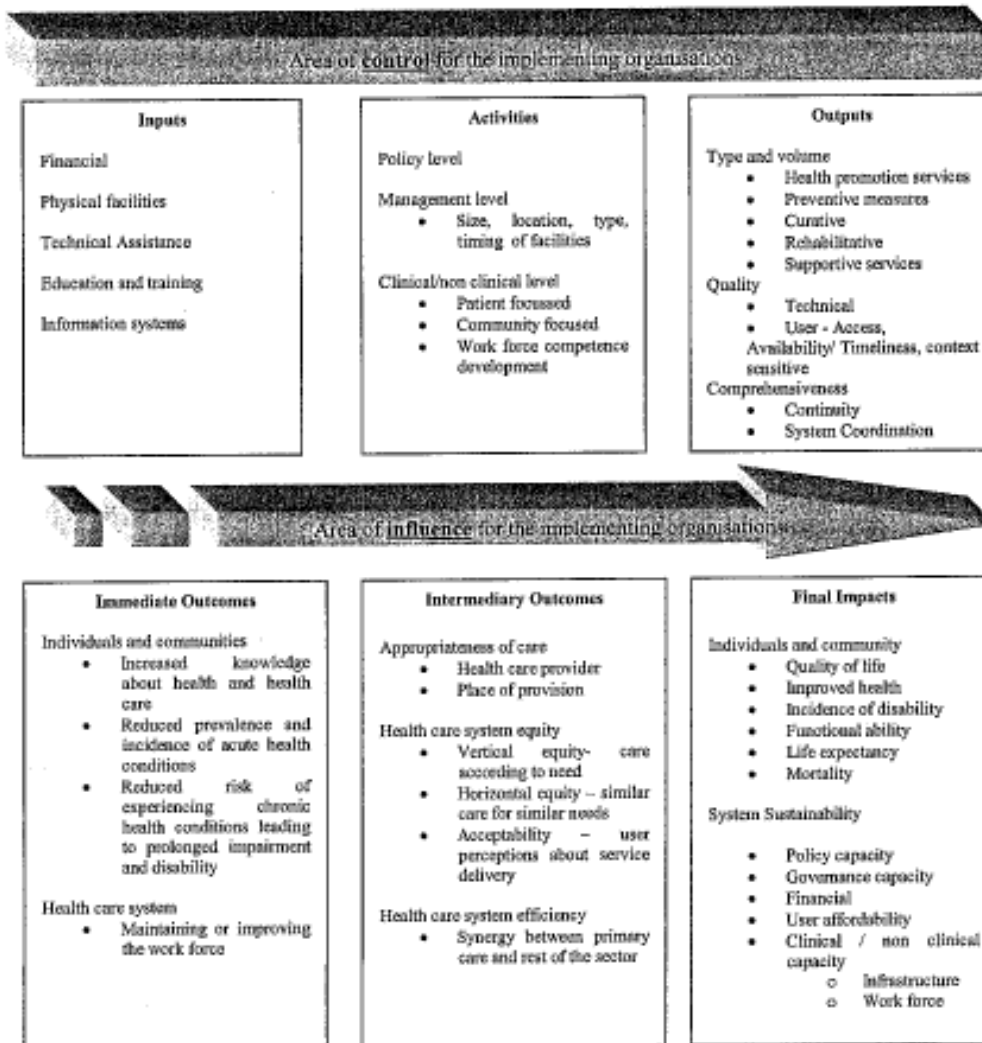 Area of control for the implementing organisations
Inputs
Financial
Physical facilities
Technical Assistance
Education and training
Information systems
Activities
Policy level
Management level
• Size, location, type,
timing of facilities
Clinical/non clinical level
• Patient focussed
• Community focused
• Work force competence
development
Outputs
Type and volume
• Health promotion services
• Preventive measures
• Curative
• Rehabilitative
• Supportive services
Quality
• Technical
• User - Access,
Availability/ Timeliness, context
sensitive
Comprehensiveness
• Continuity
• System Coordination
Area of influence for the implementing organisations
Immediate Outcomes
Individuals and communities
• Increased knowledge
about health and health
care
• Reduced prevalence and
incidence of acute health
conditions
• Reduced risk of
experiencing chronic
health conditions leading
to prolonged impairment
and disability
Health care system
• Maintaining or improving
the work force
Intermediary Outcomes
Appropriateness of care
• Health care provider
• Place of provision
Health care system equity
• Vertical equity- care
according to need
• Horizontal equity – similar
care for similar needs
• Acceptability – user
perceptions about service
delivery
Health care system efficiency
• Synergy between primary
care and rest of the sector
Final Impacts
Individuals and community
• Quality of life
• Improved health
• Incidence of disability
• Functional ability
• Life expectancy
• Mortality
System Sustainability
• Policy capacity
• Governance capacity
• Financial
• User affordability
• Clinical / non clinical
capacity
o Infrastructure
o Work force